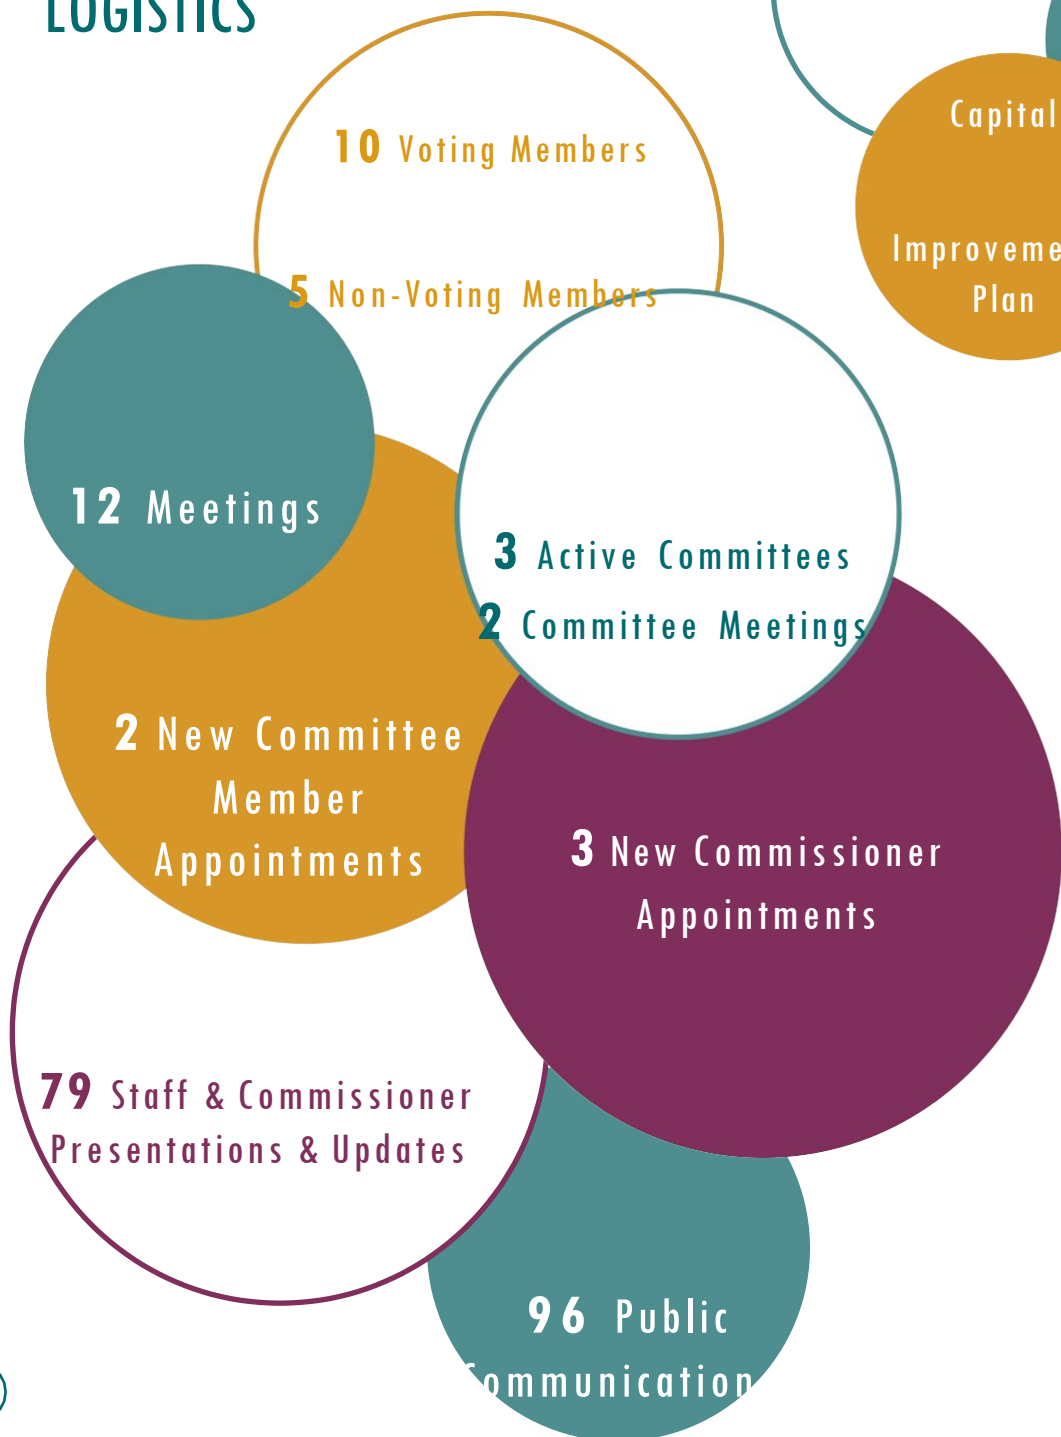 LOGISTICS
Capital
Improveme
Plan
10 Voting Members
5 Non-Voting Members
12 Meetings
3 Active Committees
2 Committee Meetings
2 New Committee
Member
Appointments
3 New Commissioner
Appointments
79 Staff & Commissioner
Presentations & Updates
96 Public
Communication